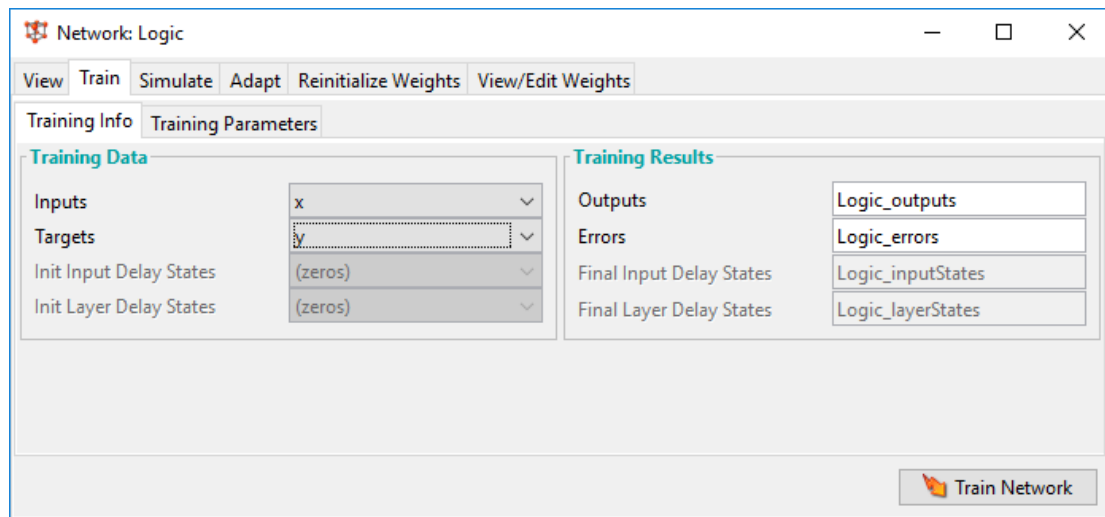 Network: Logic
View Train Simulate Adapt Reinitialize Weights View/Edit Weights
Training Info Training Parameters
Training Data
Inputs x
Targets y
Init Input Delay States (zeros)
Init Layer Delay States (zeros)
Training Results
Outputs Logic_outputs
Errors Logic_errors
Final Input Delay States Logic_inputStates
Final Layer Delay States Logic_layerStates
Train Network